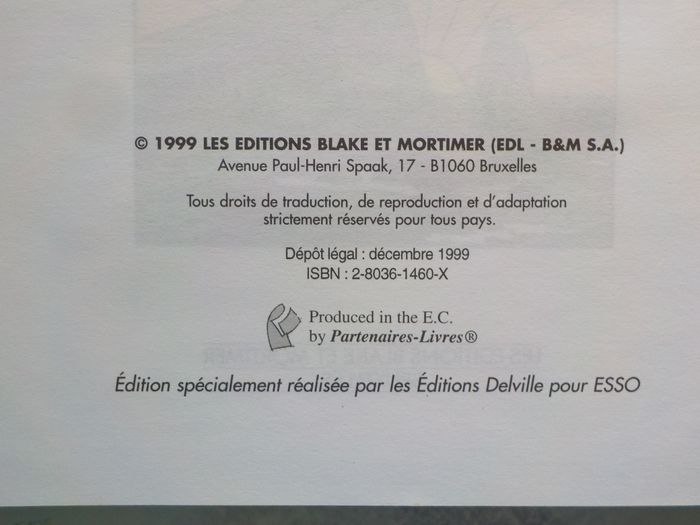 © 1999 LES EDITIONS BLAKE ET MORTIMER (EDL - B&M S.A.)
Avenue Paul-Henri Spaak, 17 - B1060 Bruxelles
Tous droits de traduction, de reproduction et d'adaptation
strictement réservés pour tous pays.
Dépôt légal : décembre 1999
ISBN : 2-8036-1460-X
Produced in the E.C.
by Partenaires-Livres®
Édition spécialement réalisée par les Éditions Delville pour ESSO